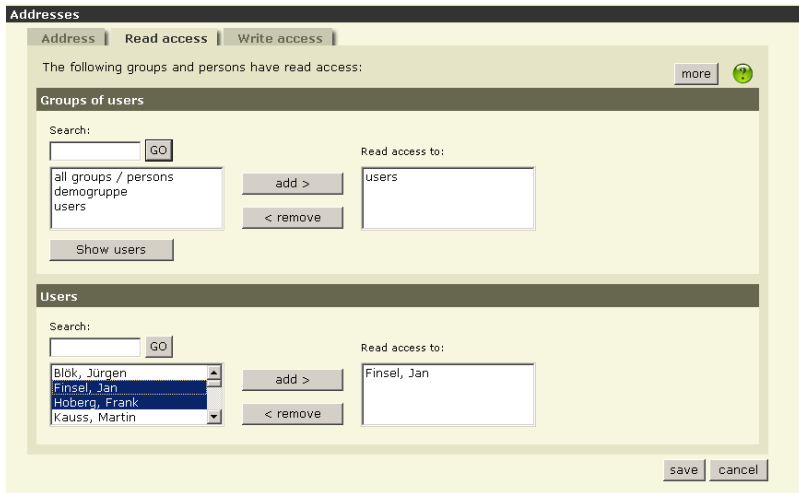 Addresses
Address Read access Write access
The following groups and persons have read access:
more ?
Groups of users
Search:
GO
Read access to:
all groups / persons
demogruppe
users
add >
< remove
users
Show users
Users
Search:
GO
Read access to:
Blök, Jürgen
Finsel, Jan
Hoberg, Frank
Kauss, Martin
add >
< remove
Finsel, Jan
save cancel